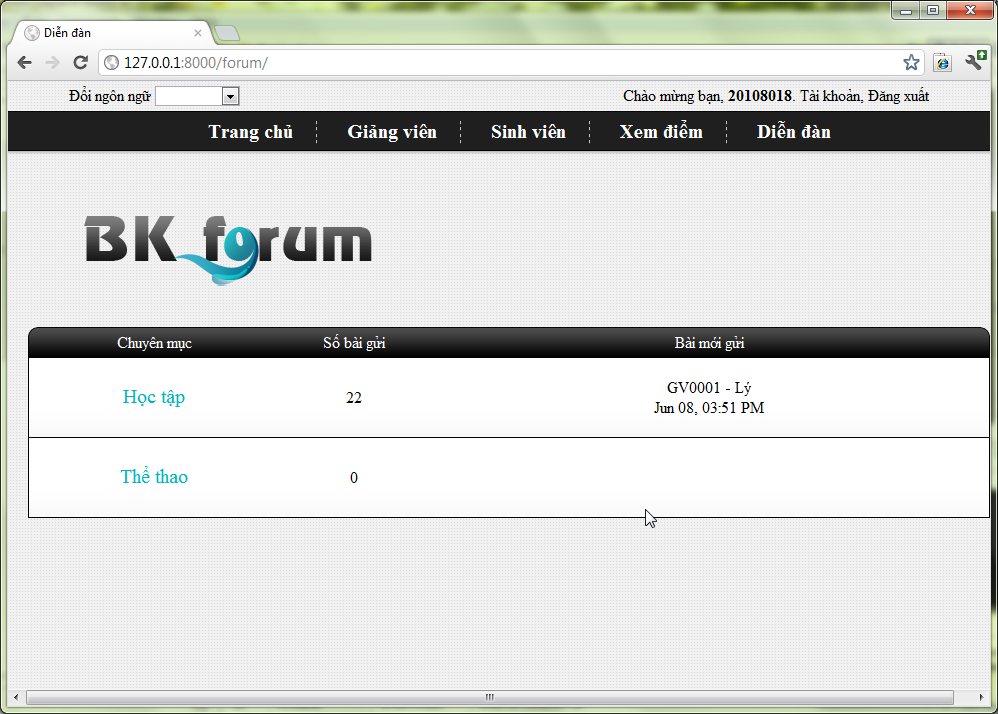 Diễn đàn
127.0.0.1:8000/forum/
Đổi ngôn ngữ
Chào mừng bạn, 20108018. Tài khoản, Đăng xuất
Trang chủ Giảng viên Sinh viên Xem điểm Diễn đàn
BK forum
Chuyên mục Số bài gửi Bài mới gửi
Học tập 22 GV0001 - Lý
Jun 08, 03:51 PM
Thể thao 0